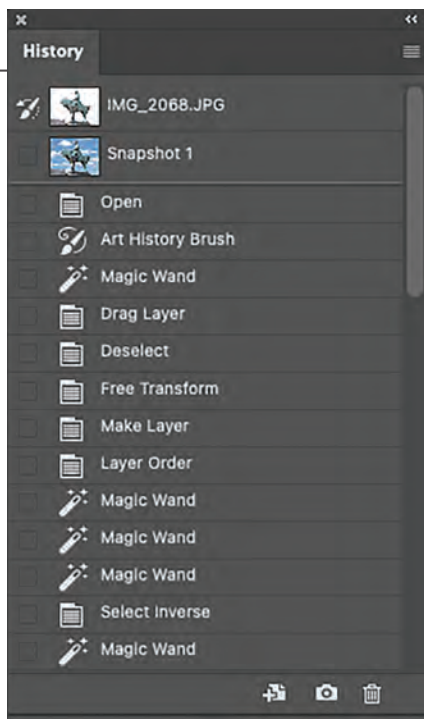 History
IMG_2068.JPG
Snapshot 1
Open
Art History Brush
Magic Wand
Drag Layer
Deselect
Free Transform
Make Layer
Layer Order
Magic Wand
Magic Wand
Magic Wand
Select Inverse
Magic Wand